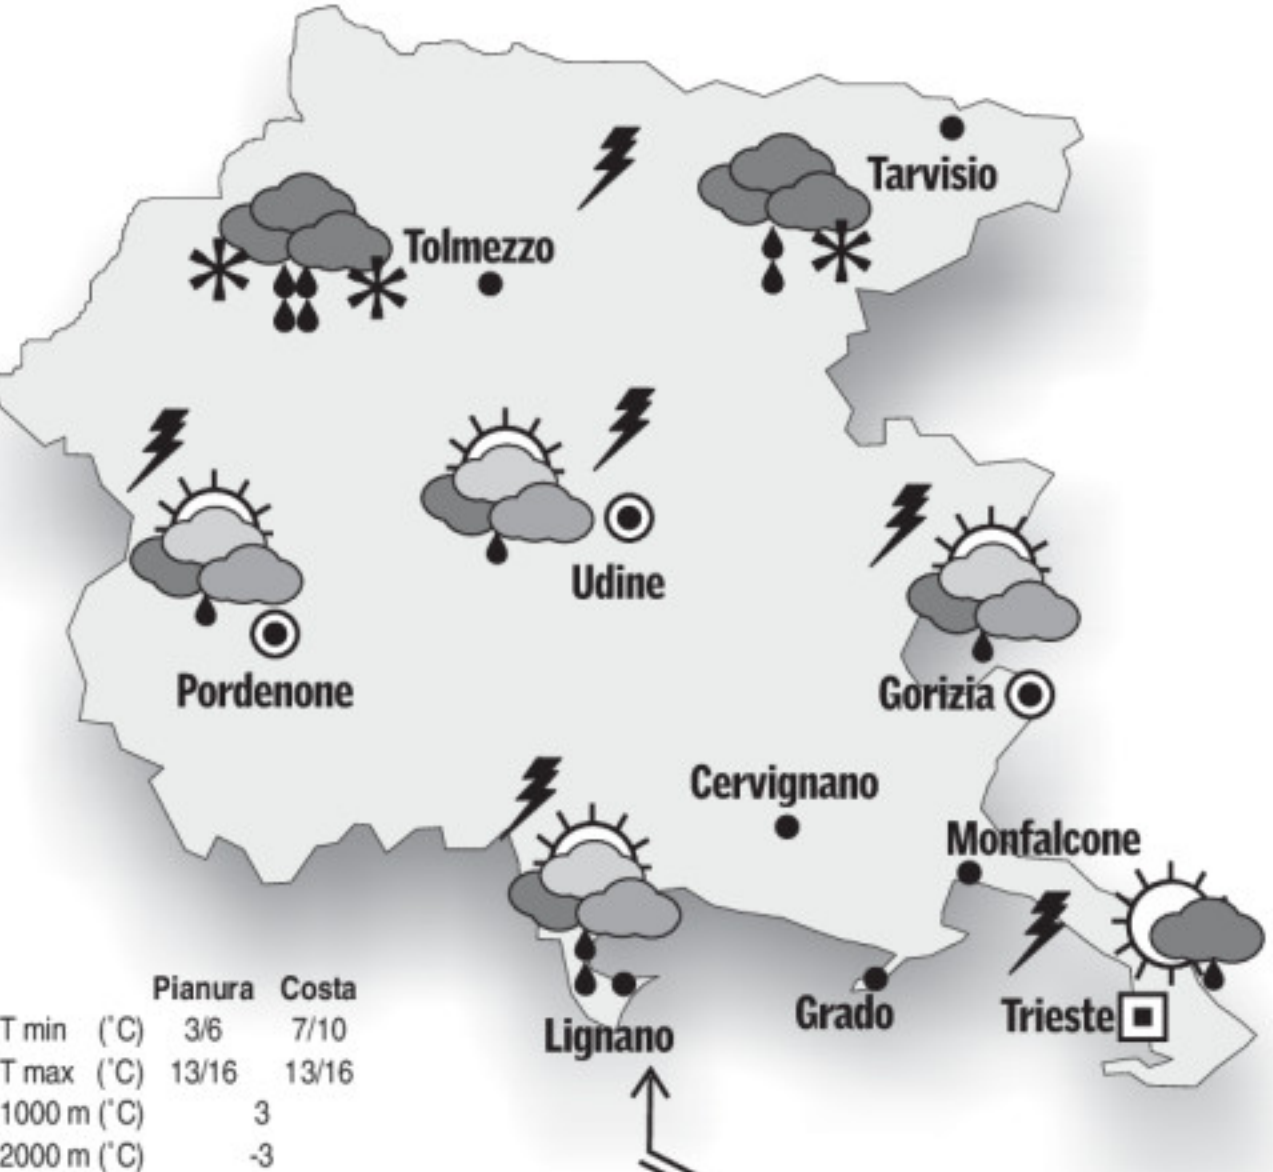 Tarvisio
Tolmezzo
Udine
Pordenone
Gorizia
Cervignano
Monfalcone
Grado
Trieste
Lignano
Pianura Costa
T min (°C) 3/6 7/10
T max (°C) 13/16 13/16
1000 m (°C) 3
2000 m (°C) -3